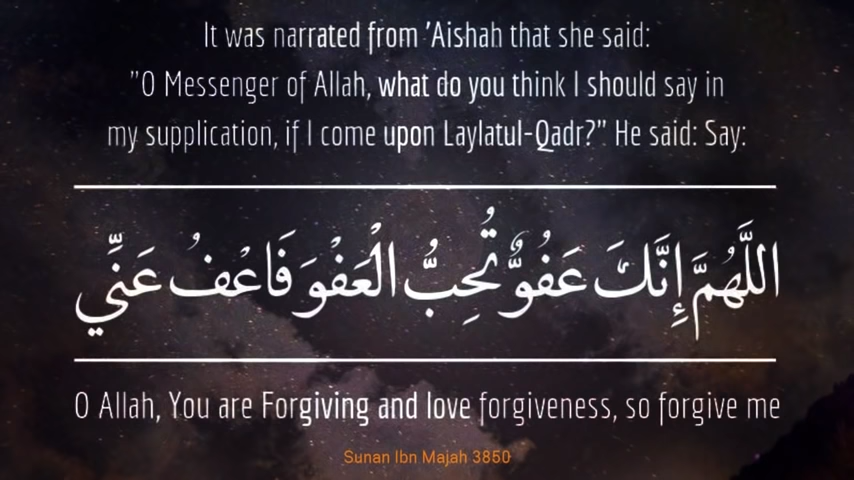 It was narrated from 'Aishah that she said:
"O Messenger of Allah, what do you think I should say in
my supplication, if I come upon Laylatul-Qadr?" He said: Say:
اللَّهُمَّ إِنَّكَ عَفُوٌّ تُحِبُّ الْعَفْوَ فَاعْفُ عَنِّي
O Allah, You are Forgiving and love forgiveness, so forgive me
Sunan Ibn Majah 3850